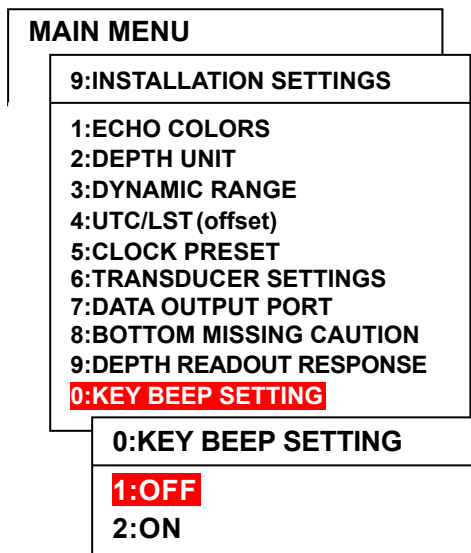 MAIN MENU
9:INSTALLATION SETTINGS
1:ECHO COLORS
2:DEPTH UNIT
3:DYNAMIC RANGE
4:UTC/LST (offset)
5:CLOCK PRESET
6:TRANSDUCER SETTINGS
7:DATA OUTPUT PORT
8:BOTTOM MISSING CAUTION
9:DEPTH READOUT RESPONSE
0:KEY BEEP SETTING
0:KEY BEEP SETTING
1:OFF
2:ON